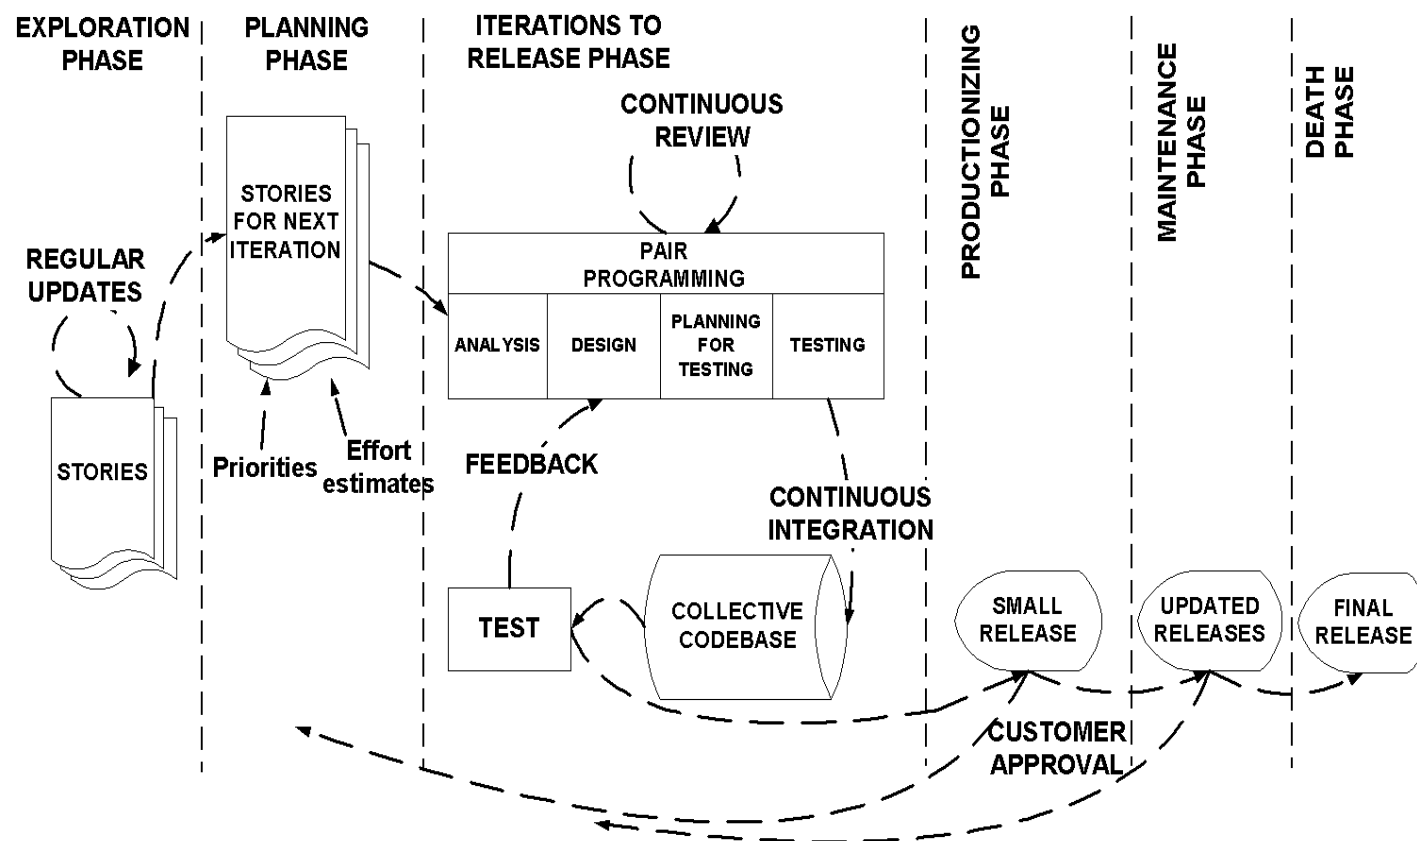 EXPLORATION
PHASE
PLANNING
PHASE
ITERATIONS TO
RELEASE PHASE
PRODUCTIONIZING
PHASE
MAINTENANCE
PHASE
DEATH
PHASE
CONTINUOUS
REVIEW
STORIES
FOR NEXT
ITERATION
REGULAR
UPDATES
PAIR
PROGRAMMING
ANALYSIS
DESIGN
PLANNING
FOR
TESTING
TESTING
STORIES
Priorities
Effort
estimates
FEEDBACK
CONTINUOUS
INTEGRATION
TEST
COLLECTIVE
CODEBASE
SMALL
RELEASE
UPDATED
RELEASES
FINAL
RELEASE
CUSTOMER
APPROVAL